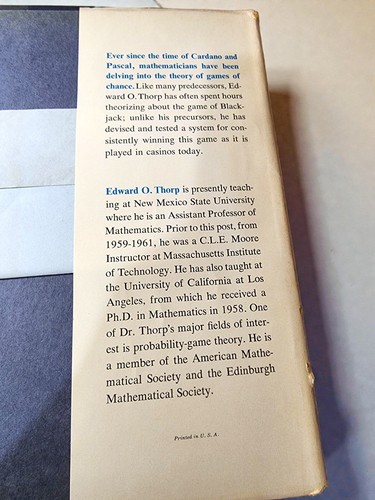 Ever since the time of Cardano and
Pascal, mathematicians have been
delving into the theory of games of
chance. Like many predecessors, Ed-
ward O. Thorp has often spent hours
theorizing about the game of Black-
jack; unlike his precursors, he has
devised and tested a system for con-
sistently winning this game as it is
played in casinos today.
Edward O. Thorp is presently teach-
ing at New Mexico State University
where he is an Assistant Professor of
Mathematics. Prior to this post, from
1959-1961, he was a C.L.E. Moore
Instructor at Massachusetts Institute
of Technology. He has also taught at
the University of California at Los
Angeles, from which he received a
Ph.D. in Mathematics in 1958. One
of Dr. Thorp's major fields of inter-
est is probability-game theory. He is
a member of the American Mathe-
matical Society and the Edinburgh
Mathematical Society.
Printed in U. S. A.